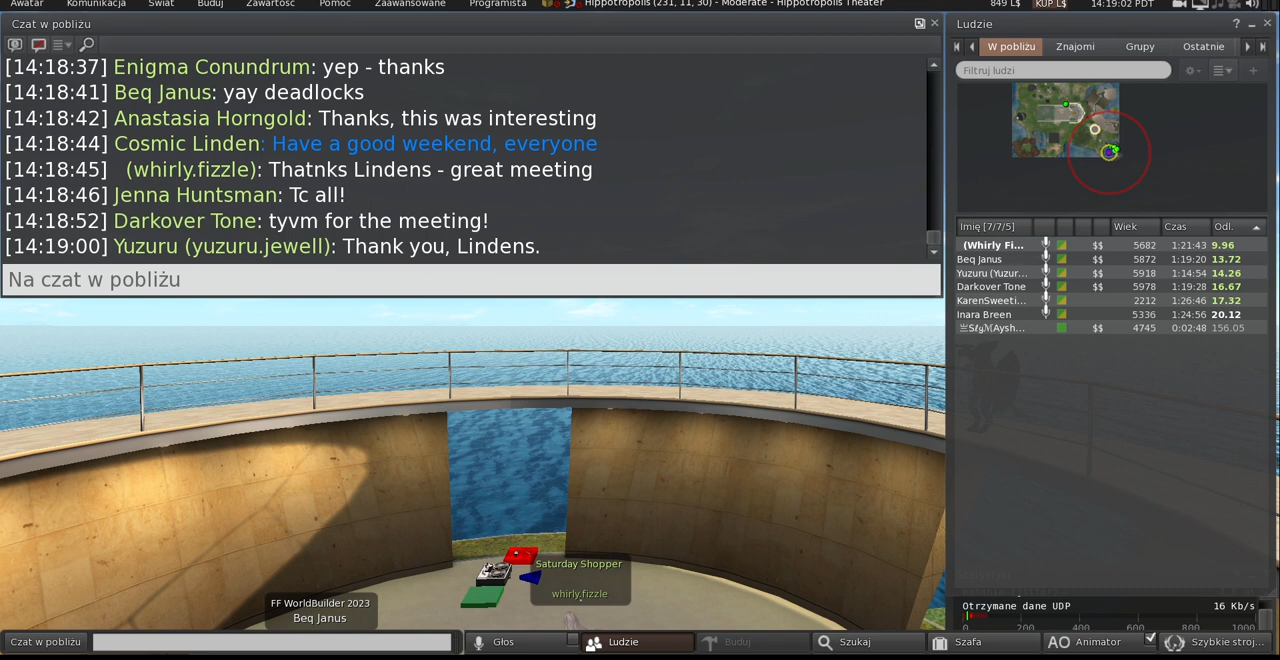 Awatar Komunikacja Świat Buduj Zawartość Pomoc Zaawansowane Programista Hippotropolis (231, 11, 30) - Moderate - Hippotropolis Theater 849 L$ KUP L$ 14:19:02 PDT
Czat w pobliżu
[14:18:37] Enigma Conundrum: yep - thanks
[14:18:41] Beq Janus: yay deadlocks
[14:18:42] Anastasia Horngold: Thanks, this was interesting
[14:18:44] Cosmic Linden: Have a good weekend, everyone
[14:18:45] (whirly.fizzle): Thatnks Lindens - great meeting
[14:18:46] Jenna Huntsman: Tc all!
[14:18:52] Darkover Tone: tyvm for the meeting!
[14:19:00] Yuzuru (yuzuru.jewell): Thank you, Lindens.
Na czat w pobliżu
Ludzie
W pobliżu Znajomi Grupy Ostatnie
Filtruj ludzi
Imię [7/7/5] Wiek Czas Odl.
(Whirly Fi... $$ 5682 1:21:43 9.96
Beq Janus $$ 5872 1:19:20 13.72
Yuzuru (Yuzur... $$ 5918 1:14:54 14.26
Darkover Tone $$ 5978 1:19:28 16.67
KarenSweeti... 2212 1:26:46 17.32
Inara Breen 5336 1:24:56 20.12
(Aysh... $$ 4745 0:02:48 156.05
Saturday Shopper
whirly.fizzle
FF WorldBuilder 2023
Beq Janus
Otrzymane dane UDP 16 Kb/s
0 200 400 600 800 1000
Czat w pobliżu Głos Ludzie Buduj Szukaj Szafa AO Animator Szybkie stroj...